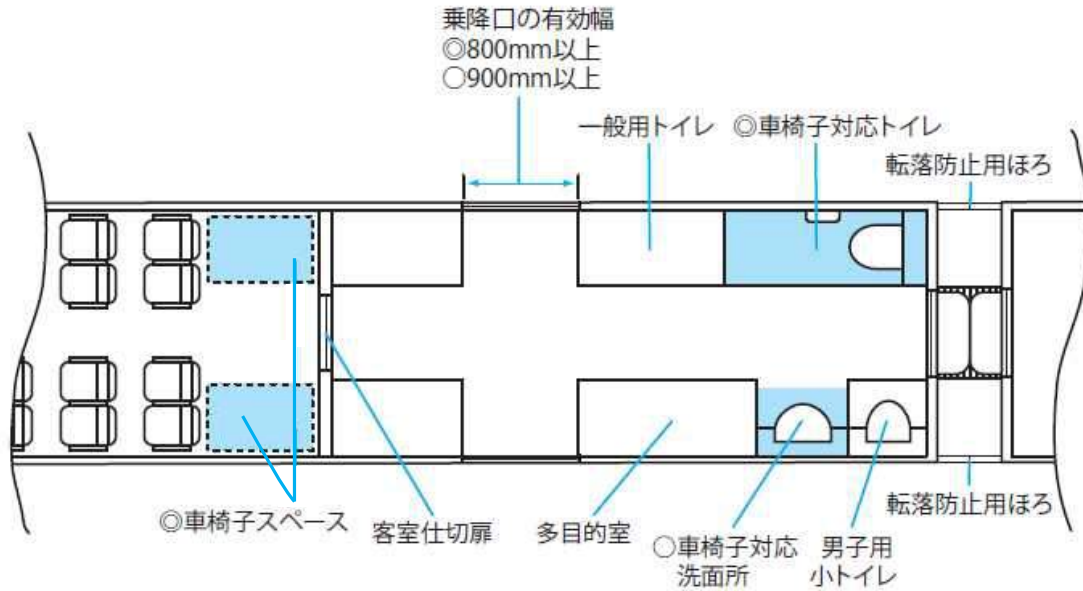 乗降口の有効幅
◎800mm以上
○900mm以上
一般用トイレ
◎車椅子対応トイレ
転落防止用ほろ
◎車椅子スペース
客室仕切扉
多目的室
○車椅子対応
洗面所
男子用
小トイレ
転落防止用ほろ